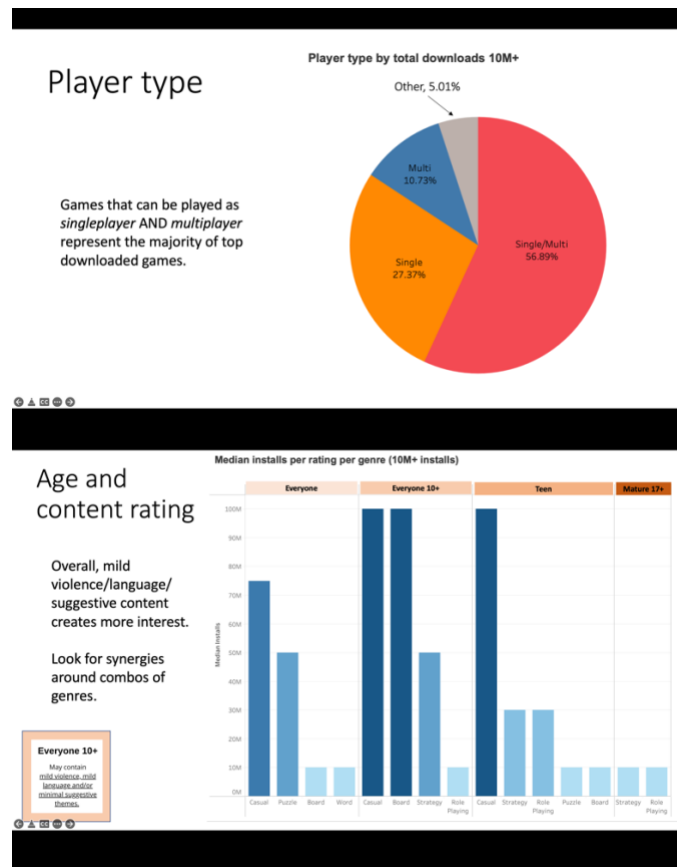 Player type
Player type by total downloads 10M+
Other, 5.01%
Multi
10.73%
Single/Multi
56.89%
Single
27.37%
Games that can be played as
singleplayer AND multiplayer
represent the majority of top
downloaded games.
Age and
content rating
Overall, mild
violence/language/
suggestive content
creates more interest.
Look for synergies
around combos of
genres.
Everyone 10+
May contain
mild violence, mild
language and/or
minimal suggestive
themes.
Median installs per rating per genre (10M+ installs)
Everyone Everyone 10+ Teen Mature 17+
Median Installs
100M
90M
80M
70M
60M
50M
40M
30M
20M
10M
0M
Casual Puzzle Board Word Casual Board Strategy Role Casual Strategy Role Puzzle Board Strategy Role
Playing Playing Playing